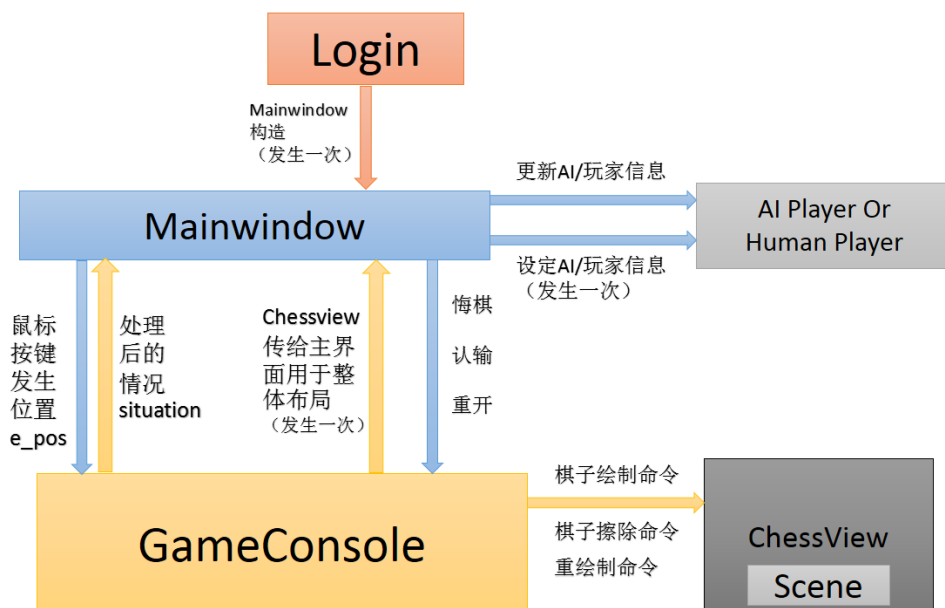 Login
Mainwindow
构造
（发生一次）
更新AI/玩家信息
Mainwindow
AI Player Or
Human Player
设定AI/玩家信息
（发生一次）
鼠标
按键
发生
位置
e_pos
处理
后的
情况
situation
Chessview
传给主界
面用于整
体布局
（发生一次）
悔棋
认输
重开
GameConsole
棋子绘制命令
棋子擦除命令
重绘制命令
ChessView
Scene